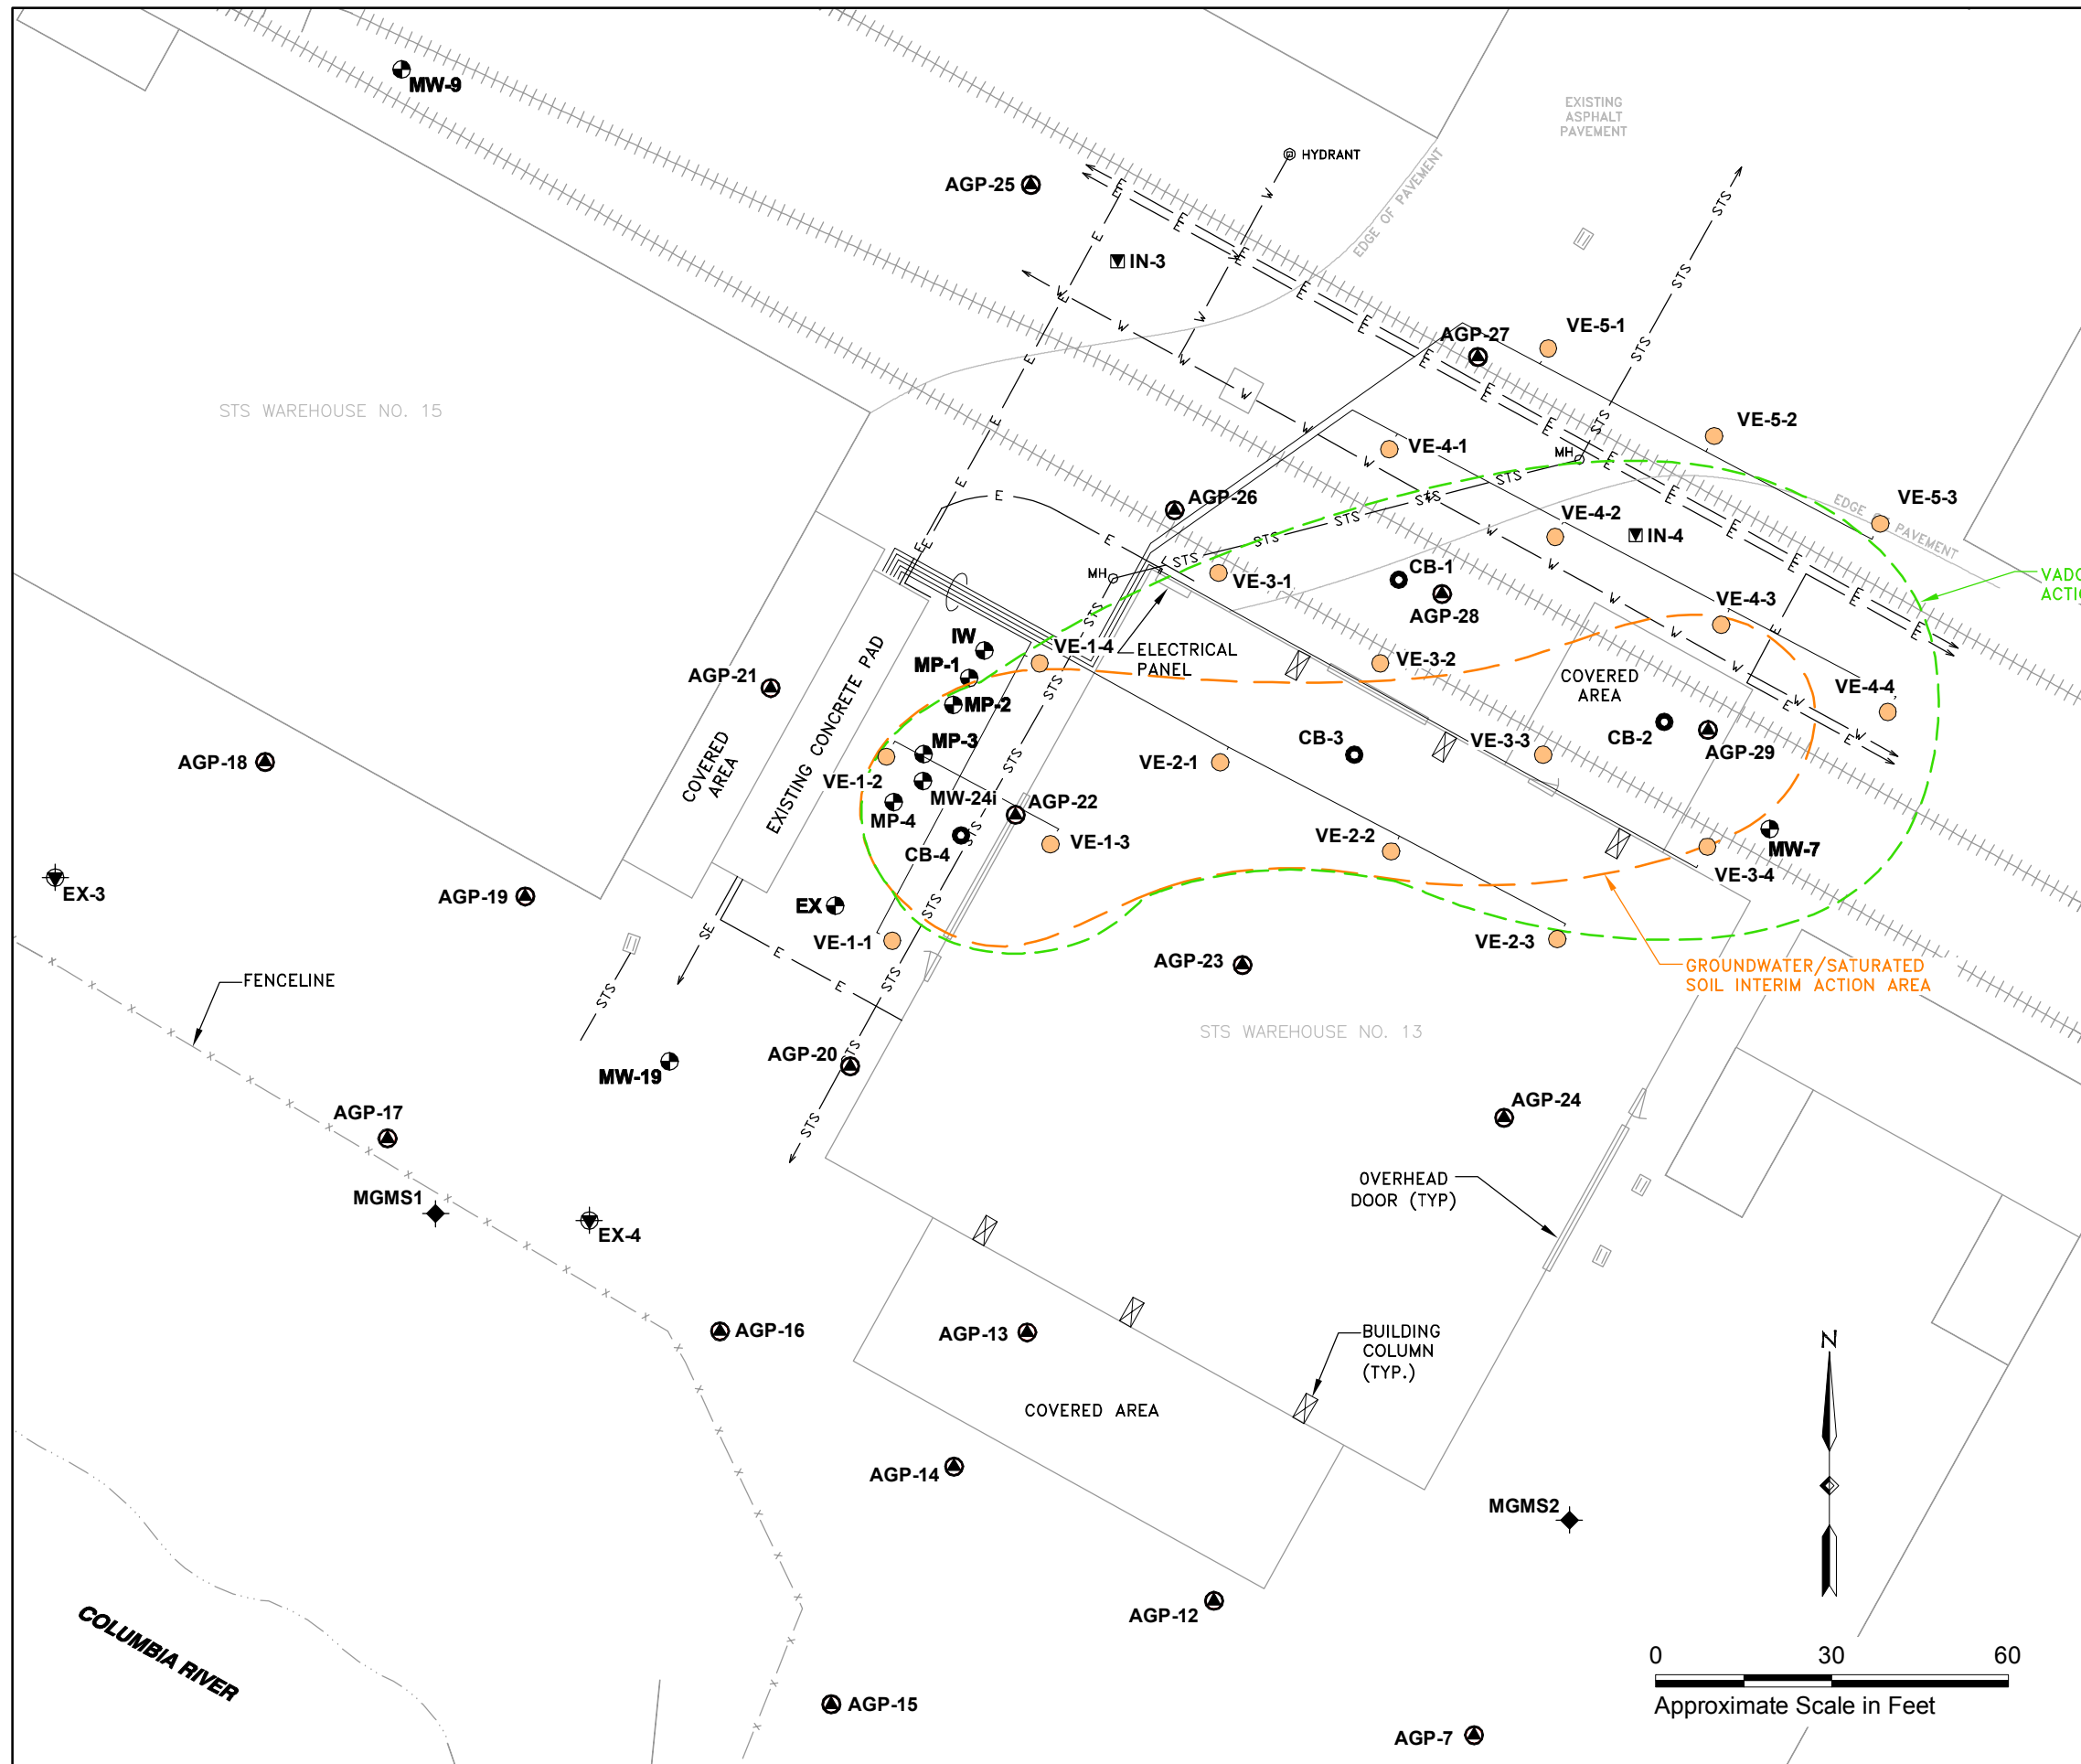 MW-9
EXISTING
ASPHALT
PAVEMENT
HYDRANT
AGP-25
EDGE OF PAVEMENT
IN-3
AGP-27
VE-5-1
STS WAREHOUSE NO. 15
VE-5-2
VE-4-1
MH
AGP-26
VE-5-3
EDGE OF PAVEMENT
VE-4-2
IN-4
MH
VE-3-1
CB-1
AGP-28
VADO
ACTIO
VE-4-3
IW
MP-1
VE-1-4
ELECTRICAL
PANEL
VE-3-2
COVERED
AREA
AGP-21
MP-2
VE-4-4
EXISTING CONCRETE PAD
COVERED
AREA
MP-3
VE-2-1
CB-3
VE-3-3
CB-2
AGP-29
AGP-18
VE-1-2
MW-24i
AGP-22
MP-4
CB-4
VE-1-3
VE-2-2
MW-7
VE-3-4
EX-3
AGP-19
EX
VE-1-1
VE-2-3
AGP-23
GROUNDWATER/SATURATED
SOIL INTERIM ACTION AREA
FENCELINE
SE
STS
STS WAREHOUSE NO. 13
AGP-20
MW-19
AGP-17
AGP-24
MGMS1
EX-4
OVERHEAD
DOOR (TYP)
AGP-16
AGP-13
BUILDING
COLUMN
(TYP.)
N
COVERED AREA
AGP-14
MGMS2
AGP-12
COLUMBIA RIVER
AGP-15
AGP-7
0 30 60
Approximate Scale in Feet